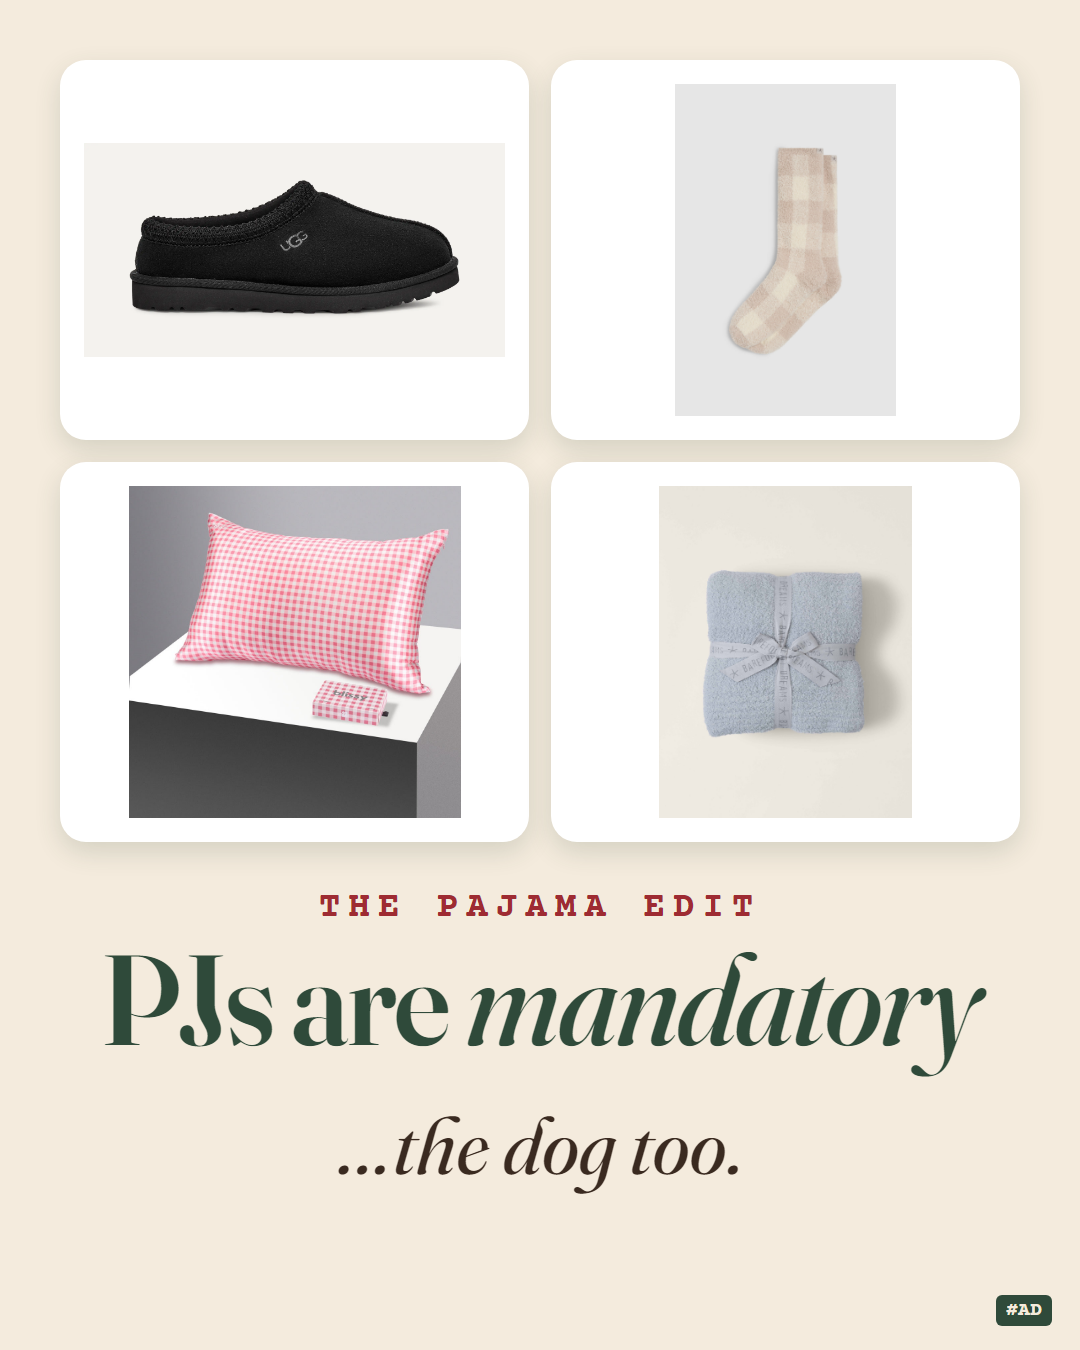 UGG
THE PAJAMA EDIT
PJs are mandatory
...the dog too.
#AD